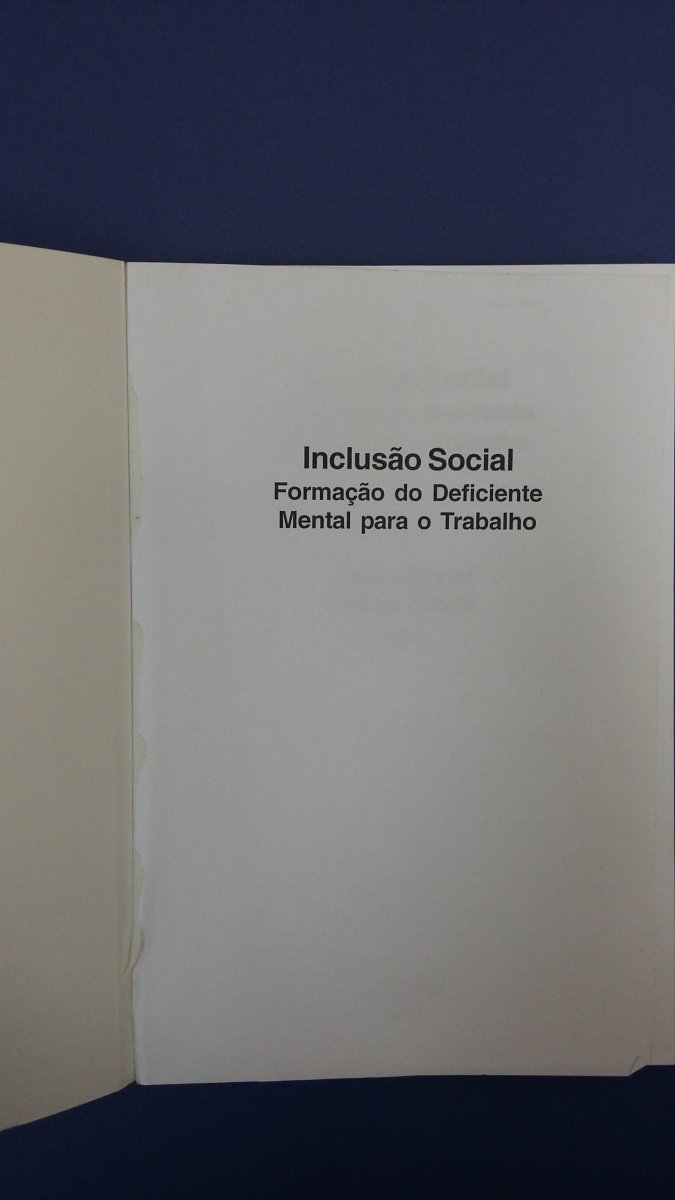 Inclusão Social
Formação do Deficiente
Mental para o Trabalho